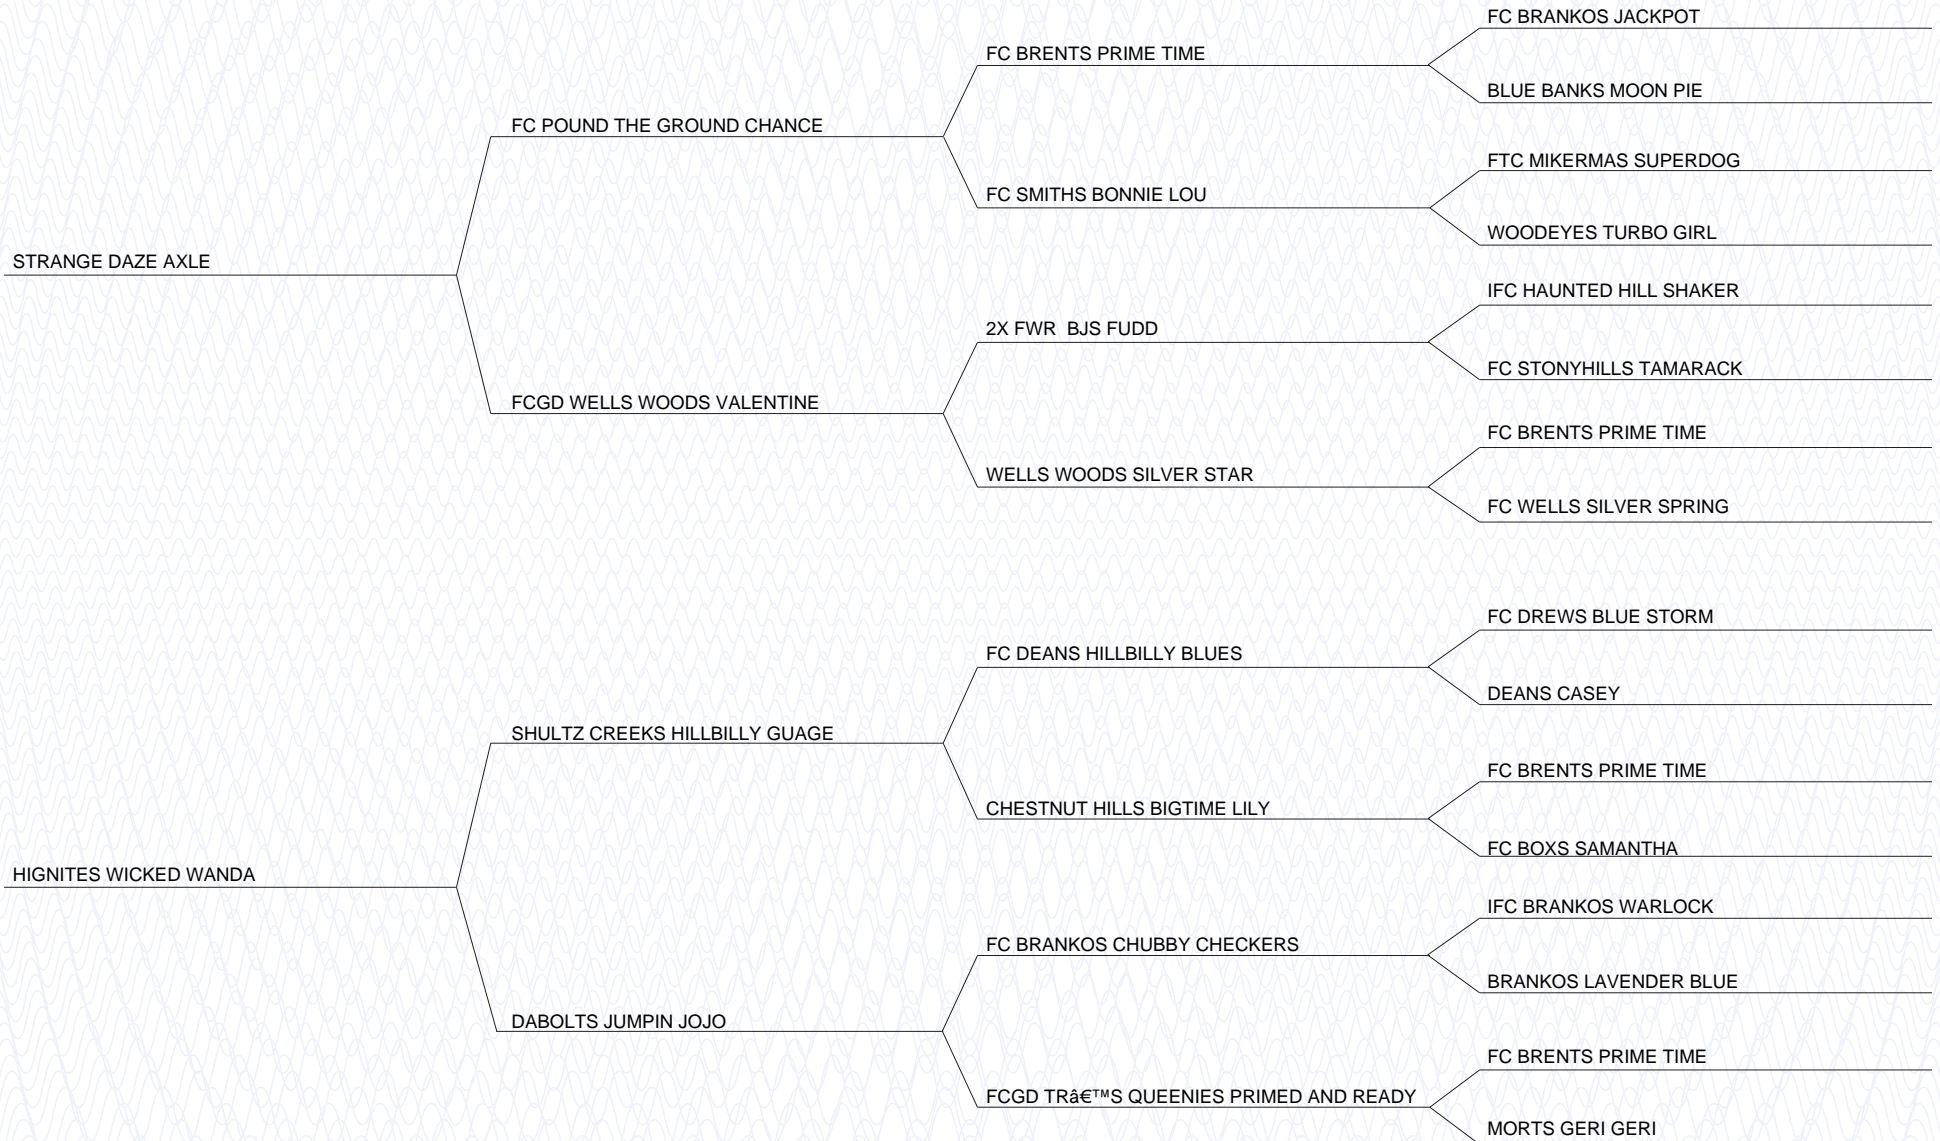 FC BRANKOS JACKPOT
FC BRENTS PRIME TIME
BLUE BANKS MOON PIE
FC POUND THE GROUND CHANCE
FTC MIKERMAS SUPERDOG
FC SMITHS BONNIE LOU
WOODEYES TURBO GIRL
STRANGE DAZE AXLE
IFC HAUNTED HILL SHAKER
2X FWR  BJS FUDD
FC STONYHILLS TAMARACK
FCGD WELLS WOODS VALENTINE
FC BRENTS PRIME TIME
WELLS WOODS SILVER STAR
FC WELLS SILVER SPRING
FC DREWS BLUE STORM
FC DEANS HILLBILLY BLUES
DEANS CASEY
SHULTZ CREEKS HILLBILLY GUAGE
FC BRENTS PRIME TIME
CHESTNUT HILLS BIGTIME LILY
FC BOXS SAMANTHA
HIGNITES WICKED WANDA
IFC BRANKOS WARLOCK
FC BRANKOS CHUBBY CHECKERS
BRANKOS LAVENDER BLUE
DABOLTS JUMPIN JOJO
FC BRENTS PRIME TIME
FCGD TRâ€™S QUEENIES PRIMED AND READY
MORTS GERI GERI